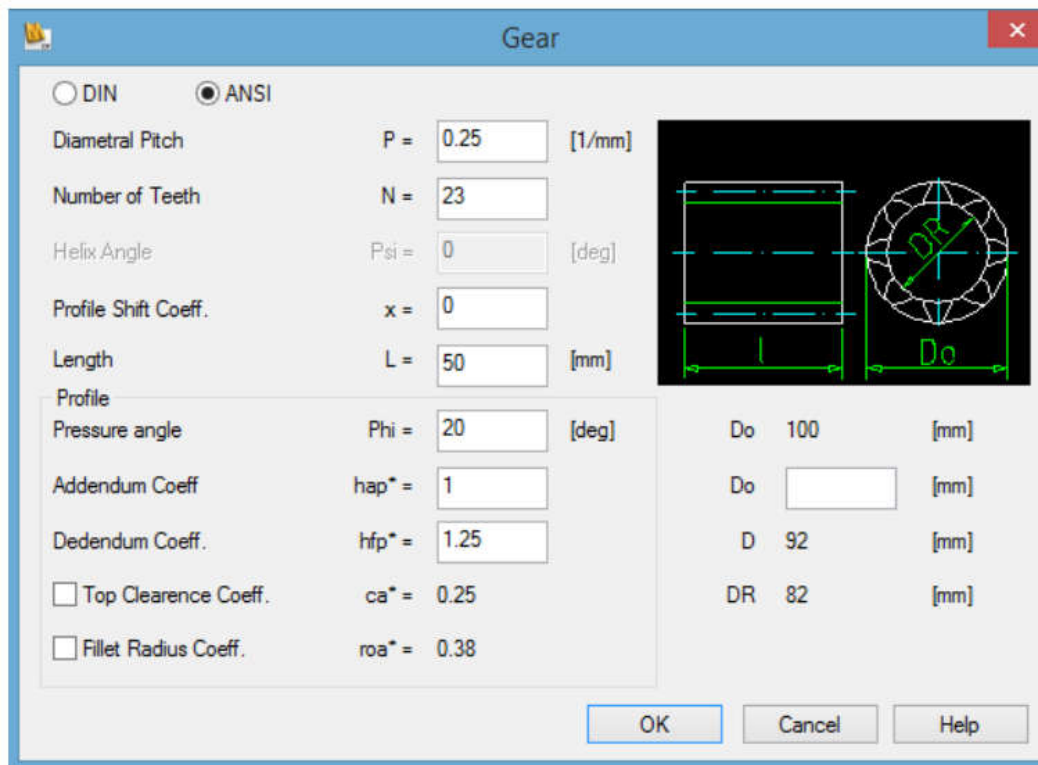 Gear
DIN ANSI
Diametral Pitch P = 0.25 [1/mm]
Number of Teeth N = 23
Helix Angle Psi = 0 [deg]
Profile Shift Coeff. x = 0
Length L = 50 [mm]
DR
l Do
Profile
Pressure angle Phi = 20 [deg] Do 100 [mm]
Addendum Coeff hap* = 1 Do [mm]
Dedendum Coeff. hfp* = 1.25 D 92 [mm]
Top Clearence Coeff. ca* = 0.25 DR 82 [mm]
Fillet Radius Coeff. roa* = 0.38
OK Cancel Help